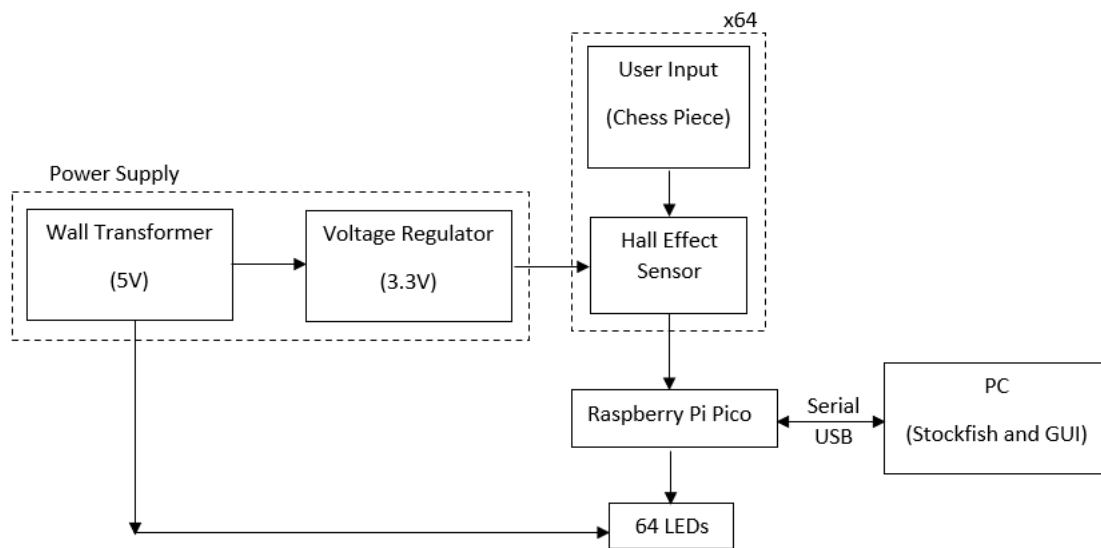 x64
User Input
(Chess Piece)
Power Supply
Wall Transformer
(5V)
Voltage Regulator
(3.3V)
Hall Effect
Sensor
Raspberry Pi Pico
Serial
USB
PC
(Stockfish and GUI)
64 LEDs